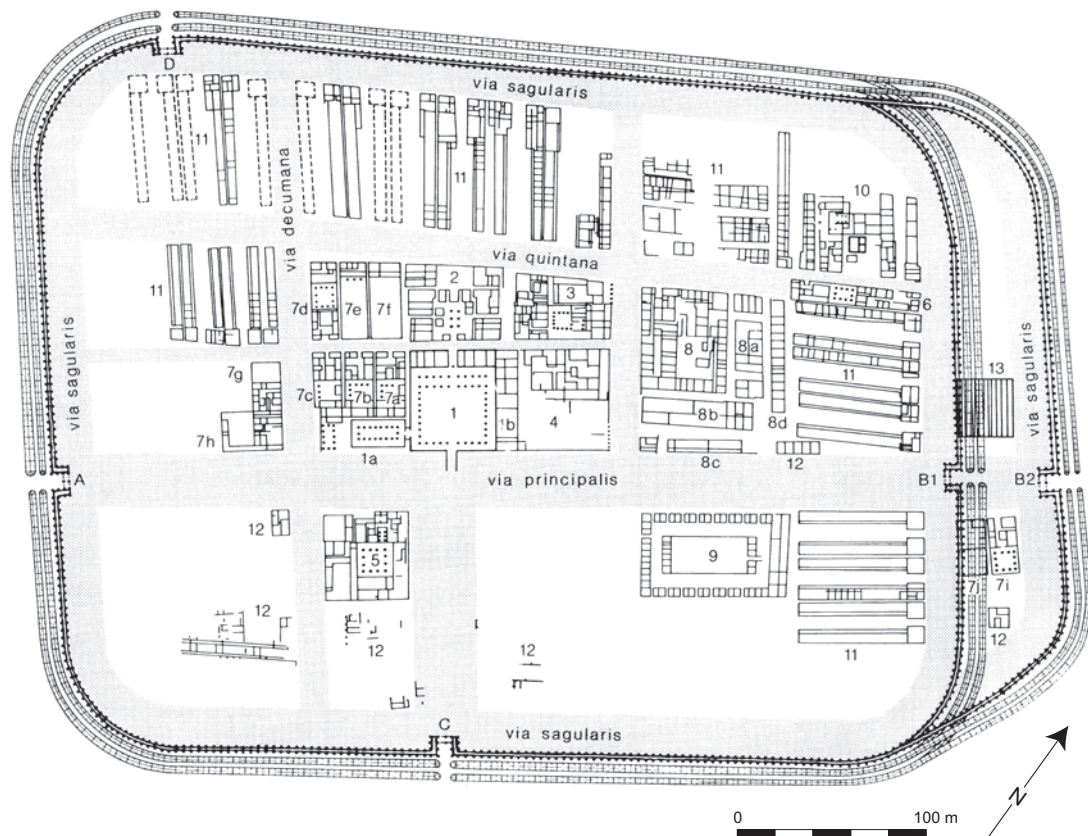 D
via sagularis
11
11
11
10
via decumana
via quintana
11
2
3
6
7d
7e
7f
8
8a
11
13
via sagularis
7g
7c
7b
7a
1
1b
4
8b
8d
via sagularis
7h
1a
8c
12
A
via principalis
B1
B2
12
5
9
7j
7i
12
12
12
12
11
C
via sagularis
N
0
100 m